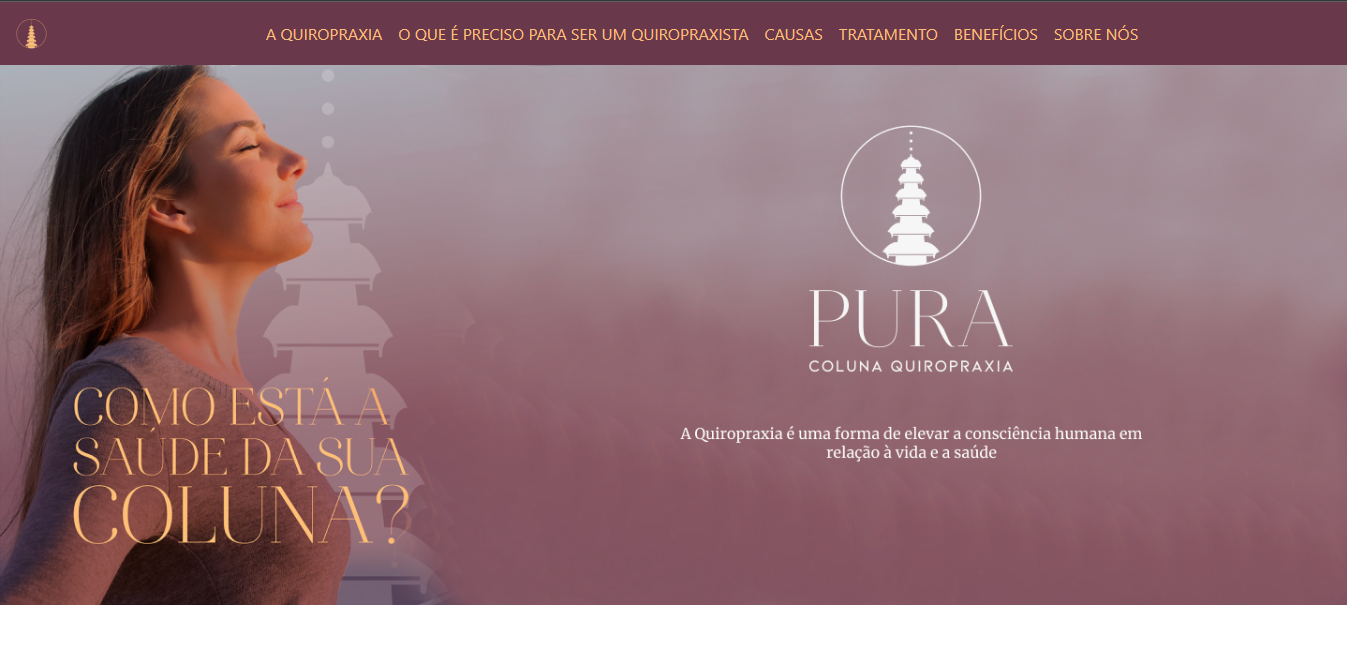 A QUIROPRAXIA O QUE É PRECISO PARA SER UM QUIROPRAXISTA CAUSAS TRATAMENTO BENEFÍCIOS SOBRE NÓS
COMO ESTÁ A
SAÚDE DA SUA
COLUNA?
PURA
COLUNA QUIROPRAXIA
A Quiropraxia é uma forma de elevar a consciência humana em
relação à vida e a saúde